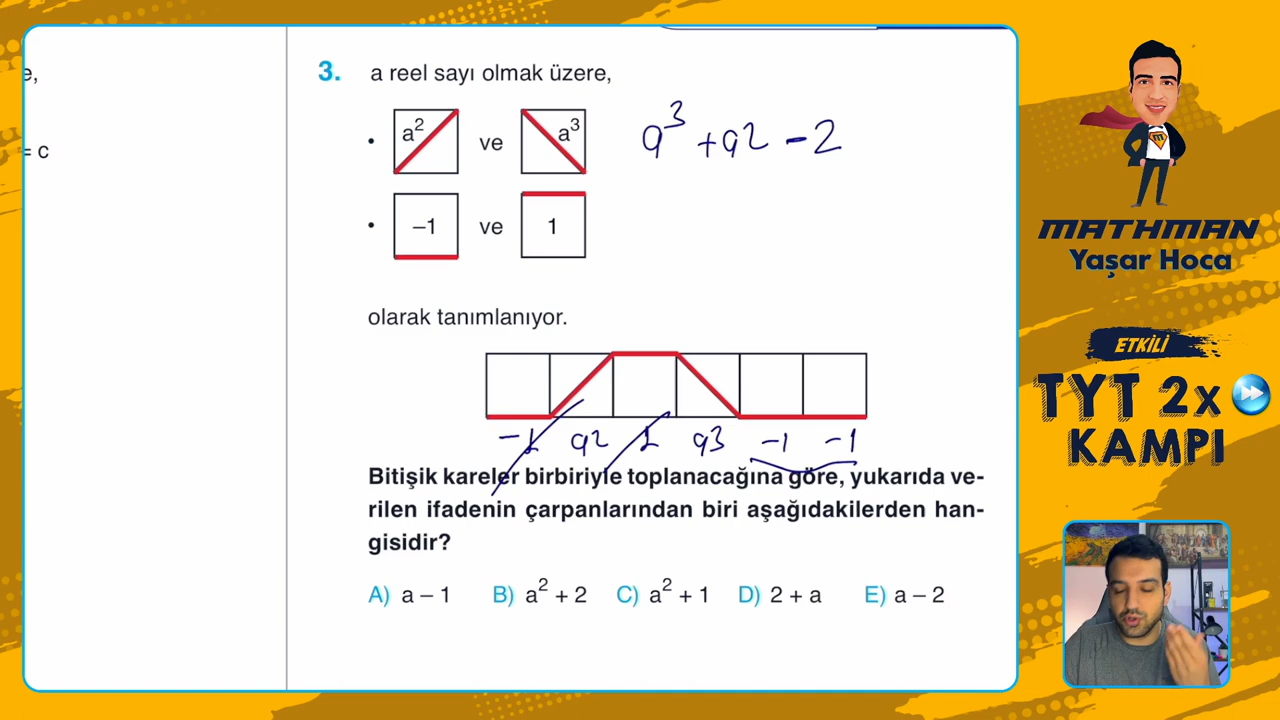 e,
= c
3. a reel sayı olmak üzere,
• a² ve a³
a³ + a2 - 2
• –1 ve 1
olarak tanımlanıyor.
-1 a2 1 a3 -1 -1
Bitişik kareler birbiriyle toplanacağına göre, yukarıda ve-
rilen ifadenin çarpanlarından biri aşağıdakilerden han-
gisidir?
A) a – 1 B) a² + 2 C) a² + 1 D) 2 + a E) a – 2
MATHMAN
Yaşar Hoca
ETKİLİ
TYT 2x
KAMPI